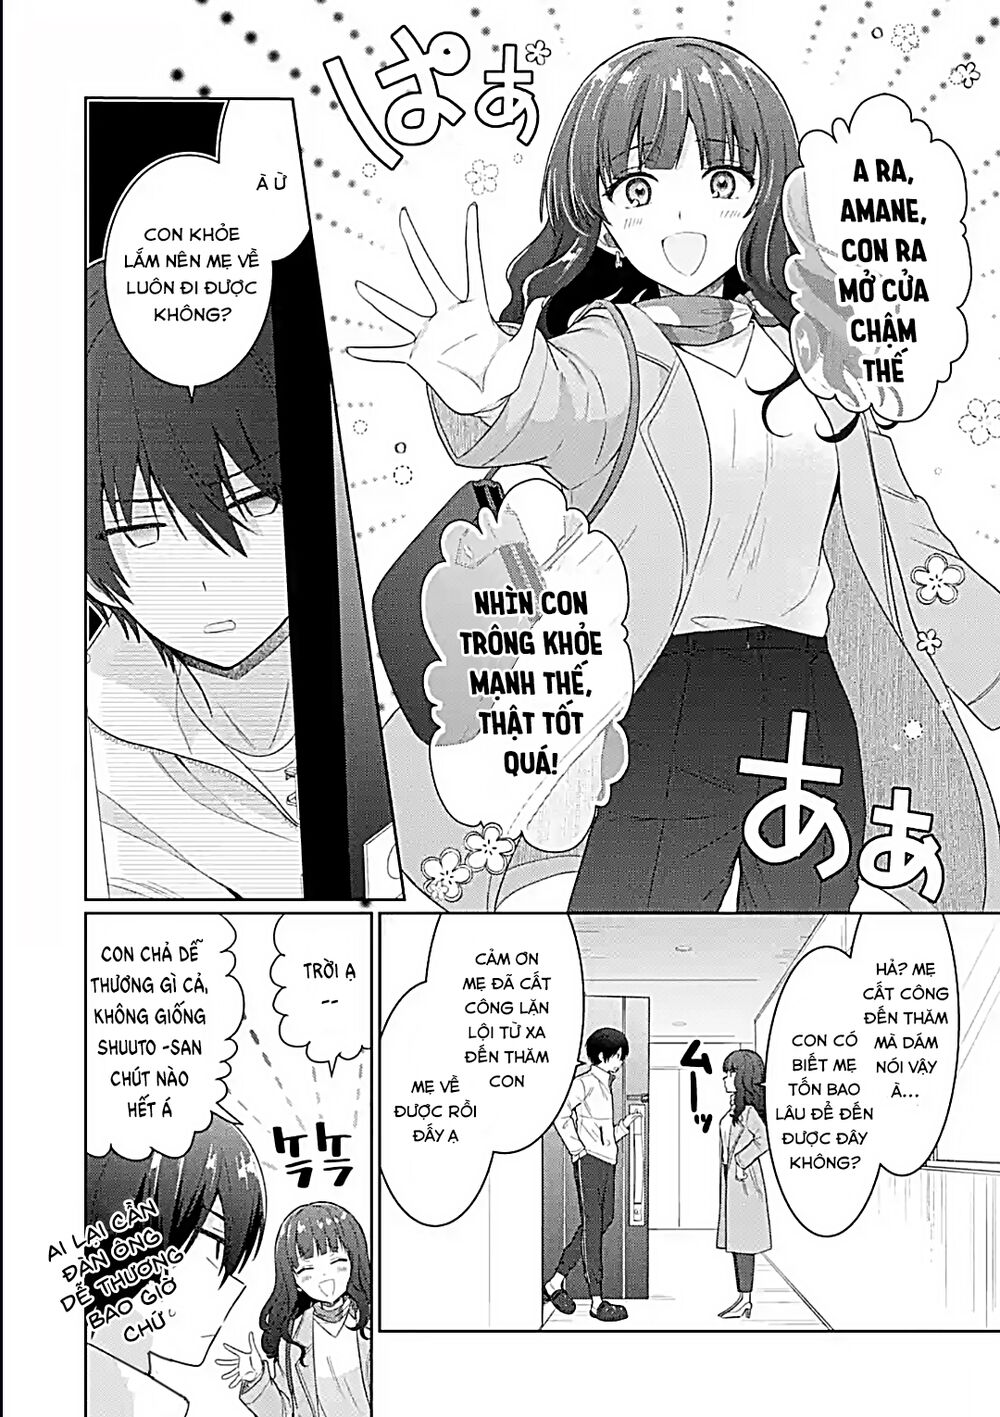 ぱぁ
A RA,
AMANE,
CON RA
MỞ CỬA
CHẬM
THẾ
NHÌN CON
TRÔNG KHỎE
MẠNH THẾ,
THẬT TỐT
QUÁ!
ぁぁ
À Ừ
CON KHỎE
LẮM NÊN MẸ VỀ
LUÔN ĐI ĐƯỢC
KHÔNG?
HẢ? MẸ
CẤT CÔNG
ĐẾN THĂM
MÀ DÁM
NÓI VẬY
À...
CON CÓ
BIẾT MẸ
TỐN BAO
LÂU ĐỂ ĐẾN
ĐƯỢC ĐÂY
KHÔNG?
CẢM ƠN
MẸ ĐÃ CẤT
CÔNG LẶN
LỘI TỪ XA
ĐẾN THĂM
CON
MẸ VỀ
ĐƯỢC RỒI
ĐẤY Ạ
TRỜI Ạ
--
CON CHẢ DỄ
THƯƠNG GÌ CẢ,
KHÔNG GIỐNG
SHUUTO -SAN
CHÚT NÀO
HẾT Á
ケラ
ケラ
AI LẠI CẦN
ĐÀN ÔNG
DỄ THƯƠNG
BAO GIỜ
CHỨ